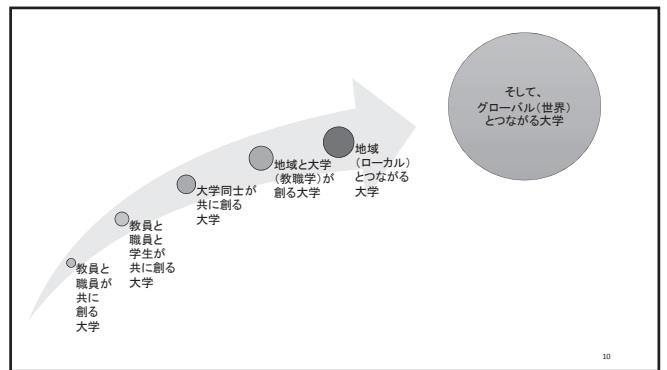 教員と
職員が
共に
創る
大学
教員と
職員と
学生が
共に創る
大学
大学同士が
共に創る
大学
地域と大学
（教職学）が
創る大学
地域
（ローカル）
とつながる
大学
そして、
グローバル（世界）
とつながる大学
10